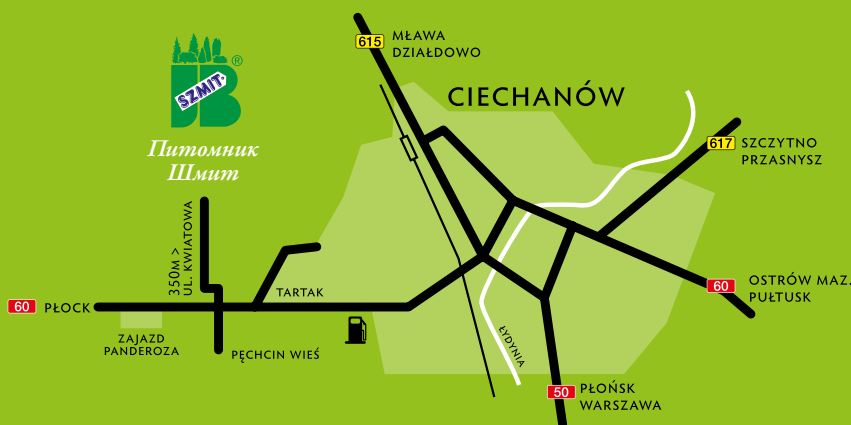 615
MŁAWA
DZIAŁDOWO
®
SZMIT
CIECHANÓW
Питомник
Шмит
617
SZCZYTNO
PRZASNYSZ
350м >
UL. KWIATOWA
60
PŁOCK
TARTAK
60
OSTRÓW MAZ.
PUŁTUSK
ZAJAZD
PANDEROZA
PĘCHCIN WIEŚ
ŁYDYNIA
50
PŁOŃSK
WARSZAWA